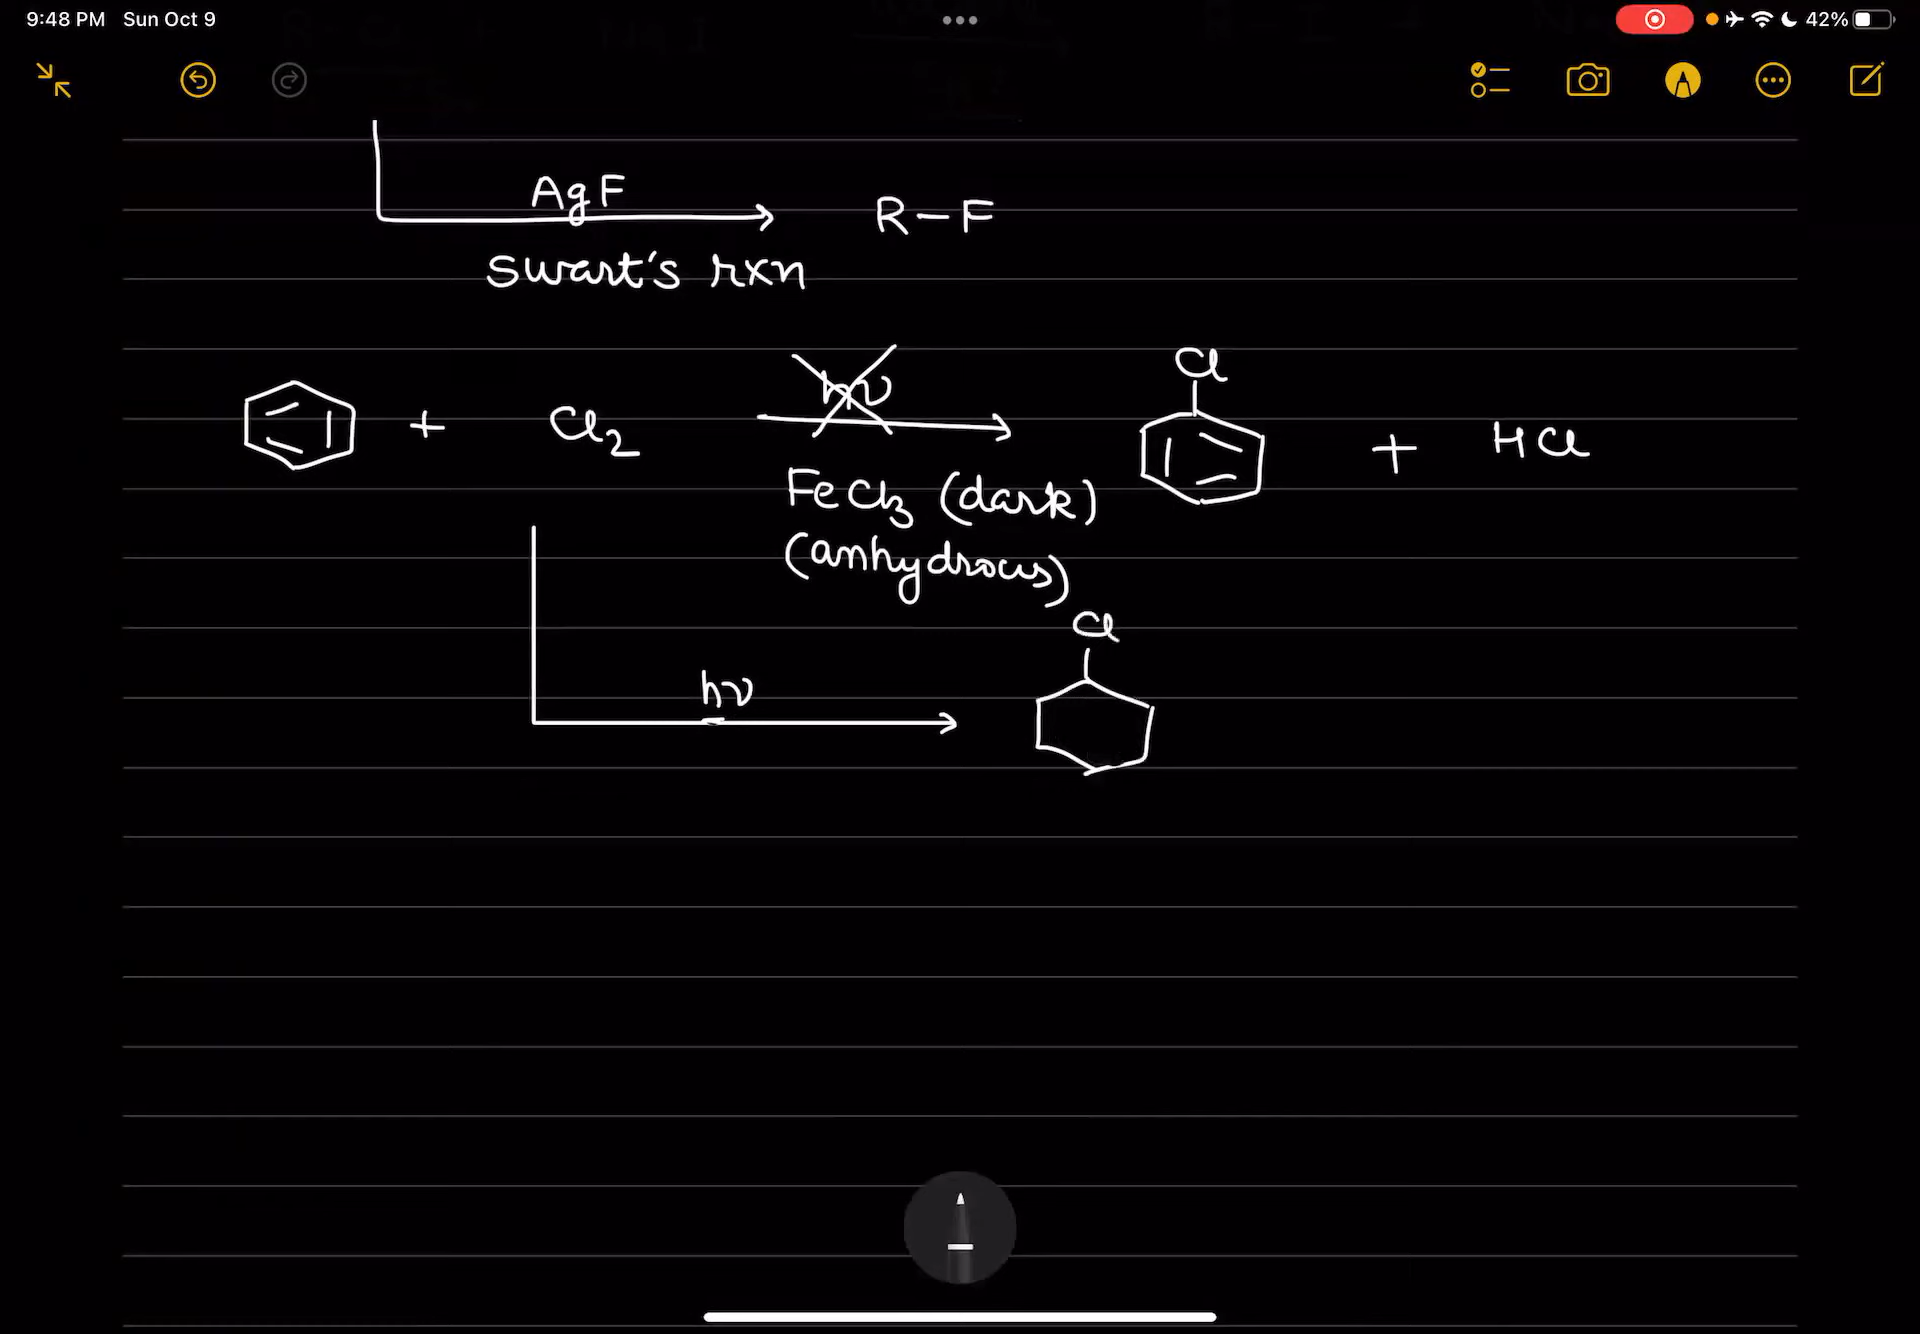 9:48 PM Sun Oct 9
42%
AgF
R-F
Swart's rxn
Cl
hν
+ Cl2 + HCl
FeCl3 (dark)
(anhydrous)
Cl
hν